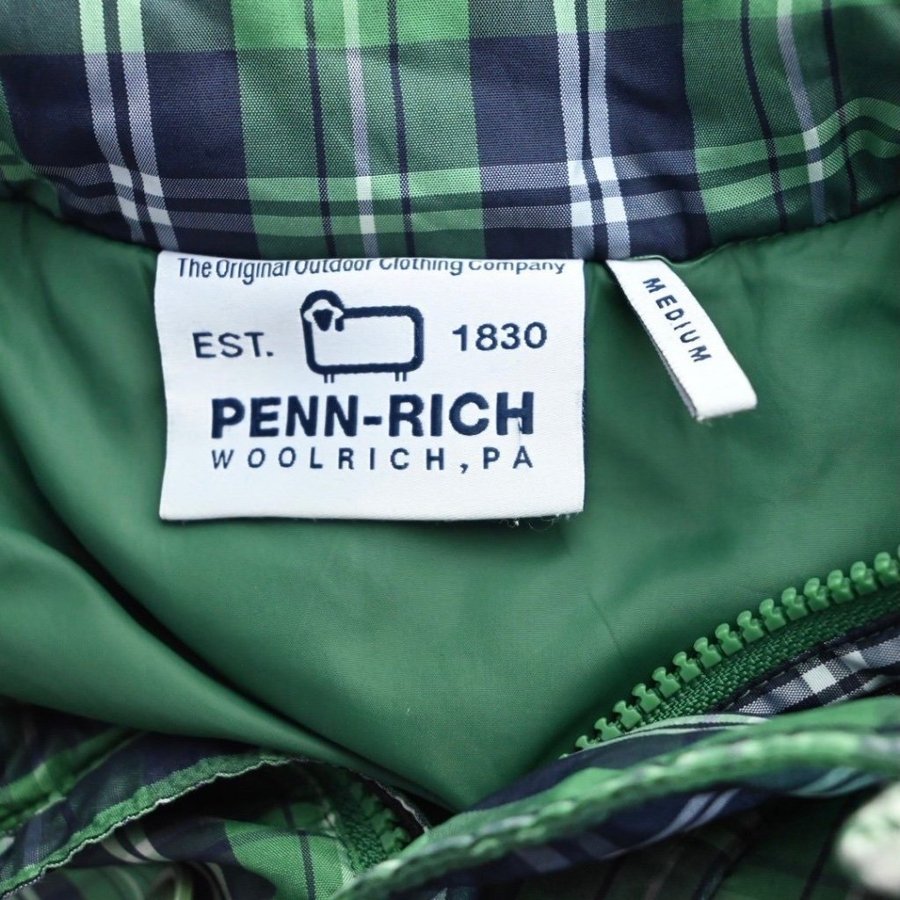 The Original Outdoor Clothing Company
EST. 1830
PENN-RICH
WOOLRICH, PA
MEDIUM